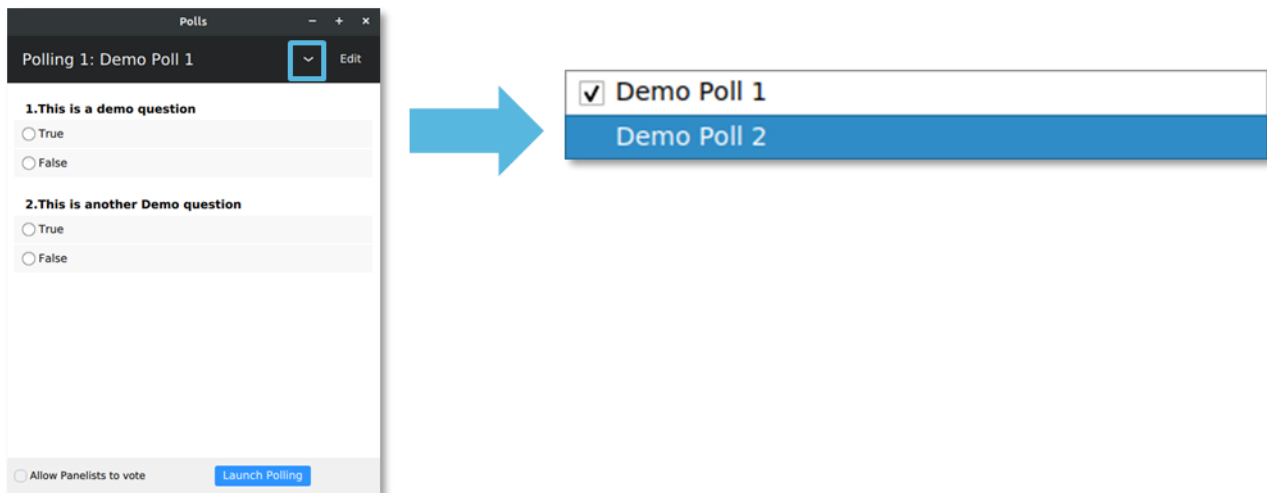 Polls
Polling 1: Demo Poll 1
Edit
1.This is a demo question
True
False
2.This is another Demo question
True
False
Allow Panelists to vote
Launch Polling
Demo Poll 1
Demo Poll 2